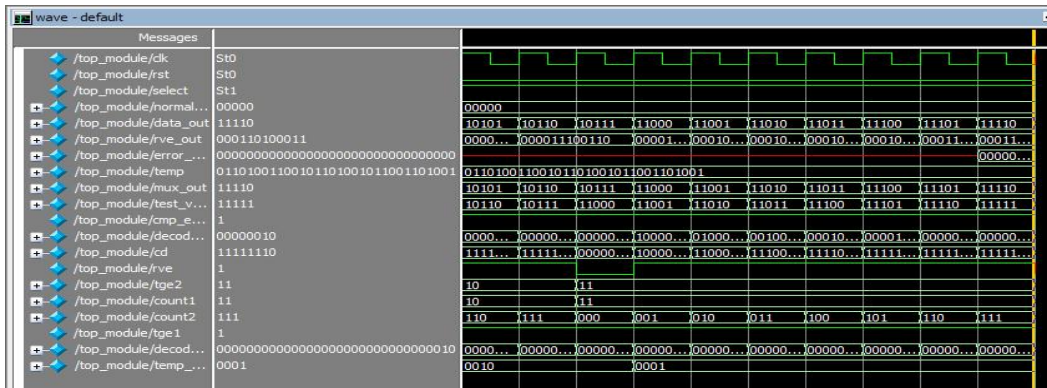 wave - default
Messages
/top_module/clk St0
/top_module/rst St0
/top_module/select St1
/top_module/normal... 00000 00000
/top_module/data_out 11110 10101 10110 10111 11000 11001 11010 11011 11100 11101 11110
/top_module/rve_out 000110100011 0000... 000011100110 00001... 00010... 00010... 00010... 00010... 00011... 00011...
/top_module/error_... 00000000000000000000000000000000 00000...
/top_module/temp 01101001100101101001011001101001 01101001100101101001011001101001
/top_module/mux_out 11110 10101 10110 10111 11000 11001 11010 11011 11100 11101 11110
/top_module/test_v... 11111 10110 10111 11000 11001 11010 11011 11100 11101 11110 11111
/top_module/cmp_e... 1
/top_module/decod... 00000010 0000... 00000... 00000... 10000... 01000... 00100... 00010... 00001... 00000... 00000...
/top_module/cd 11111110 1111... 11111... 00000... 10000... 11000... 11100... 11110... 11111... 11111... 11111...
/top_module/rve 1
/top_module/tge2 11 10 11
/top_module/count1 11 10 11
/top_module/count2 111 110 111 000 001 010 011 100 101 110 111
/top_module/tge1 1
/top_module/decod... 00000000000000000000000000000010 0000... 00000... 00000... 00000... 00000... 00000... 00000... 00000... 00000... 00000...
/top_module/temp_... 0001 0010 0001